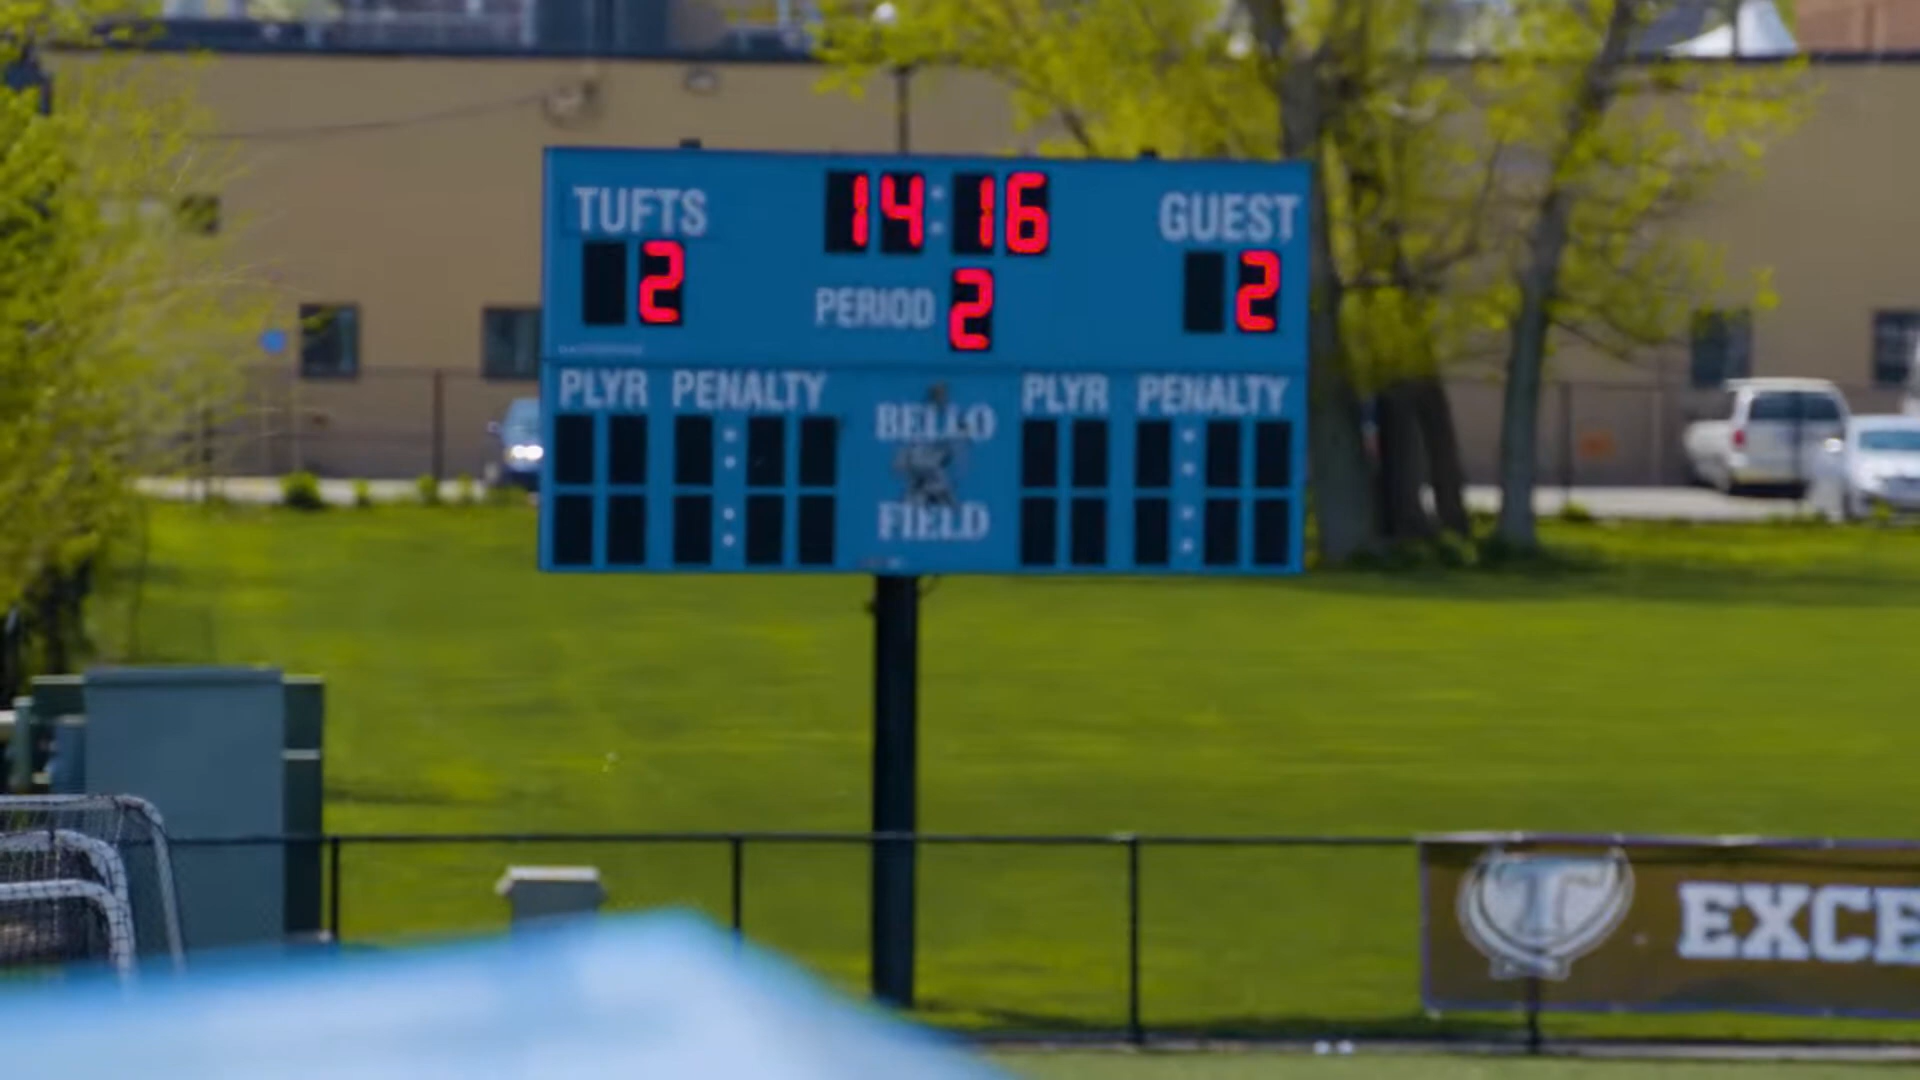 TUFTS 14:16 GUEST
2 PERIOD 2 2
PLYR PENALTY BELLO FIELD PLYR PENALTY
T EXCE